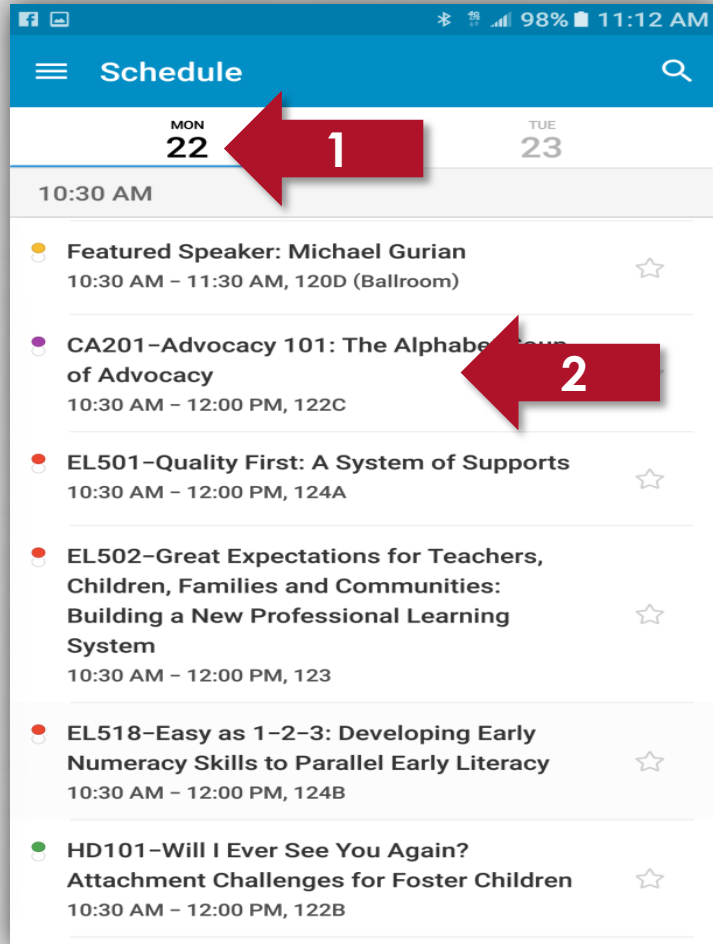 98% 11:12 AM
Schedule
MON
22
1
TUE
23
10:30 AM
Featured Speaker: Michael Gurian
10:30 AM – 11:30 AM, 120D (Ballroom)
CA201–Advocacy 101: The Alphabet Soup
of Advocacy
2
10:30 AM – 12:00 PM, 122C
EL501–Quality First: A System of Supports
10:30 AM – 12:00 PM, 124A
EL502–Great Expectations for Teachers,
Children, Families and Communities:
Building a New Professional Learning
System
10:30 AM – 12:00 PM, 123
EL518–Easy as 1–2–3: Developing Early
Numeracy Skills to Parallel Early Literacy
10:30 AM – 12:00 PM, 124B
HD101–Will I Ever See You Again?
Attachment Challenges for Foster Children
10:30 AM – 12:00 PM, 122B